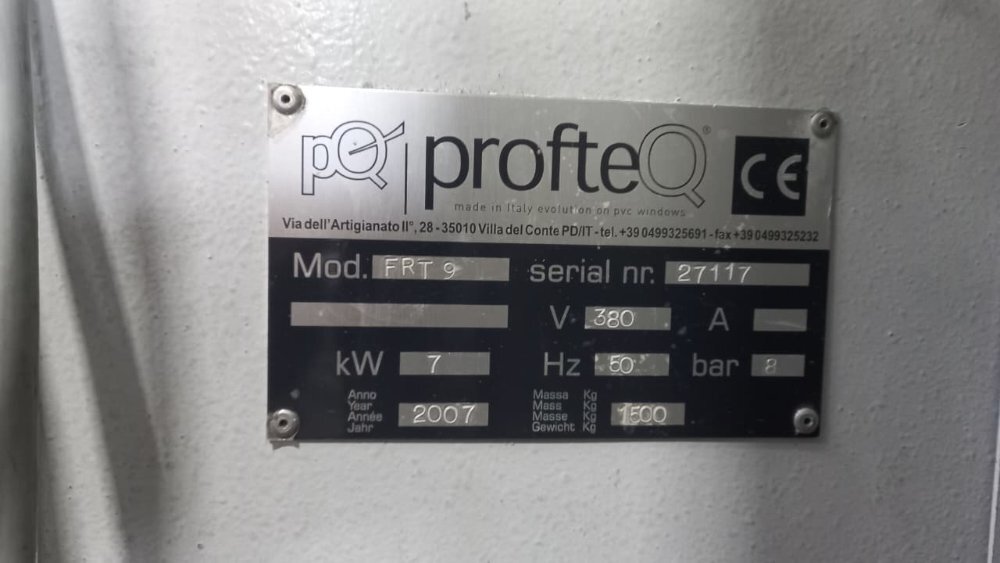 pQ profteQ® CE
made in Italy evolution on pvc windows
Via dell'Artigianato II°, 28 - 35010 Villa del Conte PD/IT - tel. +39 0499325691 - fax +39 0499325232
Mod. FRT 9 serial nr. 27117
V 380 A
kW 7 Hz 50 bar 8
Anno
Year
Année
Jahr
2007
Massa Kg
Mass Kg
Masse Kg
Gewicht Kg
1500